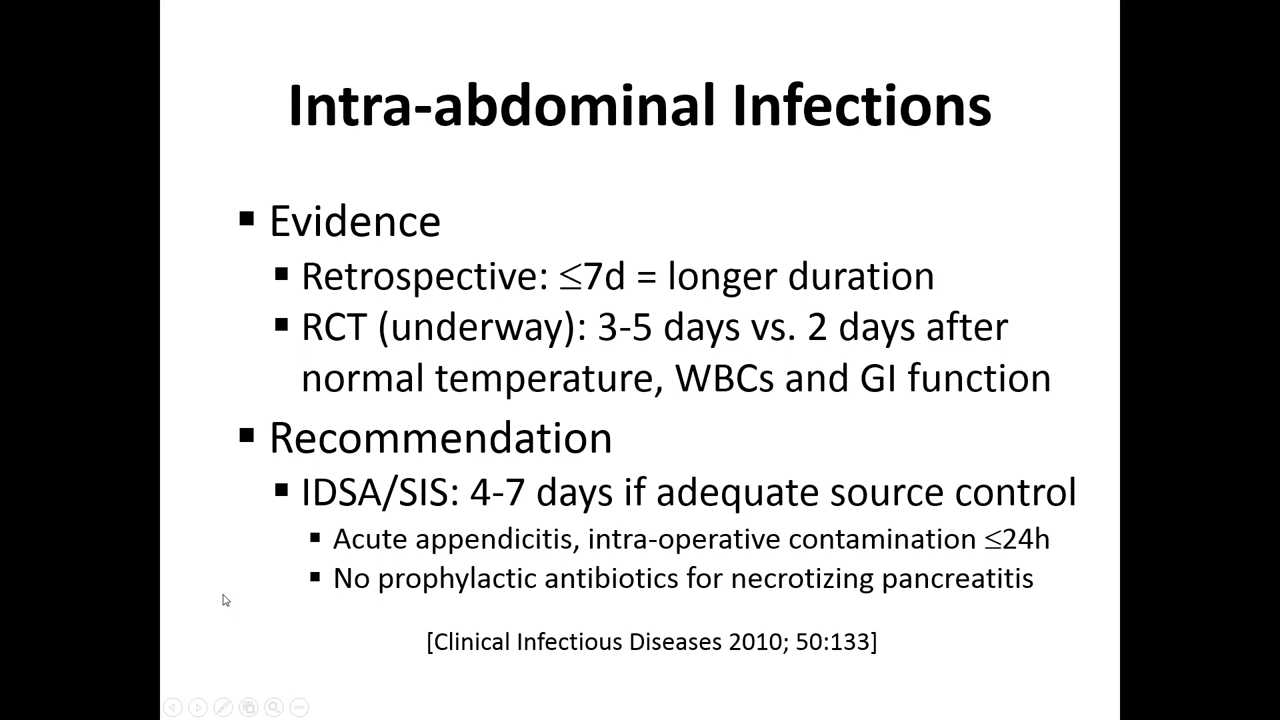 Intra-abdominal Infections
▪ Evidence
▪ Retrospective: ≤7d = longer duration
▪ RCT (underway): 3-5 days vs. 2 days after
normal temperature, WBCs and GI function
▪ Recommendation
▪ IDSA/SIS: 4-7 days if adequate source control
▪ Acute appendicitis, intra-operative contamination ≤24h
▪ No prophylactic antibiotics for necrotizing pancreatitis
[Clinical Infectious Diseases 2010; 50:133]